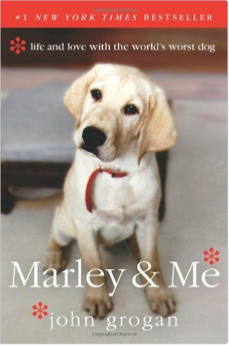 #1 NEW YORK TIMES BESTSELLER
life and love with the world's worst dog
Marley & Me
john grogan